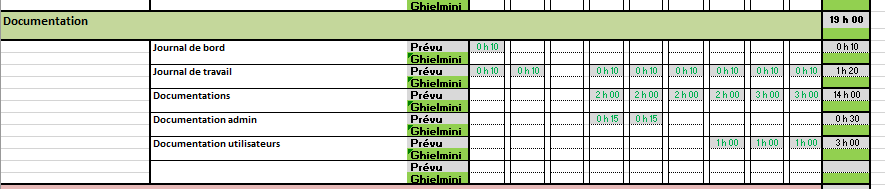 Ghielmini
Documentation 19 h 00
Journal de bord Prévu 0 h 10 0 h 10
Ghielmini
Journal de travail Prévu 0 h 10 0 h 10 0 h 10 0 h 10 0 h 10 0 h 10 0 h 10 0 h 10 1 h 20
Ghielmini
Documentations Prévu 2 h 00 2 h 00 2 h 00 2 h 00 3 h 00 3 h 00 14 h 00
Ghielmini
Documentation admin Prévu 0 h 15 0 h 15 0 h 30
Ghielmini
Documentation utilisateurs Prévu 1 h 00 1 h 00 1 h 00 3 h 00
Ghielmini
Prévu
Ghielmini